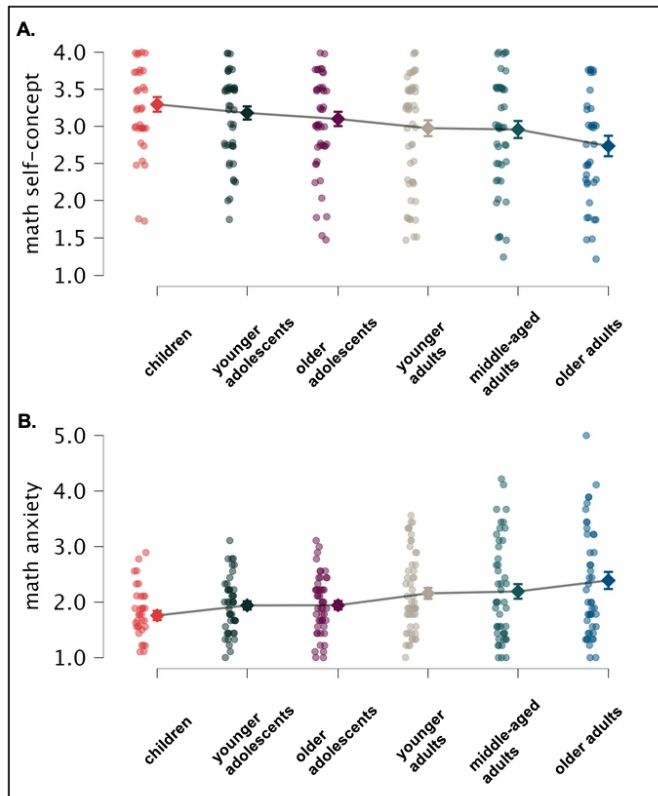 A.
4.0
3.5
3.0
2.5
2.0
1.5
1.0
math self-concept
children
younger
adolescents
older
adolescents
younger
adults
middle-aged
adults
older adults
B.
5.0
4.0
3.0
2.0
1.0
math anxiety
children
younger
adolescents
older
adolescents
younger
adults
middle-aged
adults
older adults